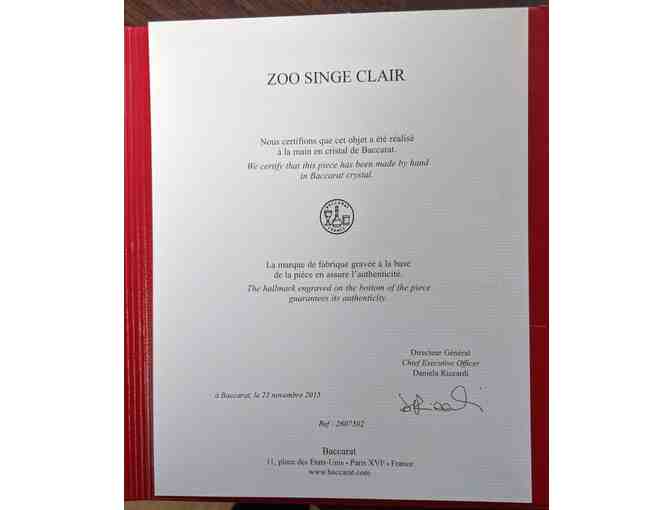 ZOO SINGE CLAIR
Nous certifions que cet objet a été réalisé
à la main en cristal de Baccarat.
We certify that this piece has been made by hand
in Baccarat crystal.
BACCARAT
FRANCE
La marque de fabrique gravée à la base
de la pièce en assure l'authenticité.
The hallmark engraved on the bottom of the piece
guarantees its authenticity.
Directeur Général
Chief Executive Officer
Daniela Riccardi
à Baccarat, le 23 novembre 2015
Ref : 2607302
Baccarat
11, place des Etats-Unis • Paris XVIᵉ • France
www.baccarat.com